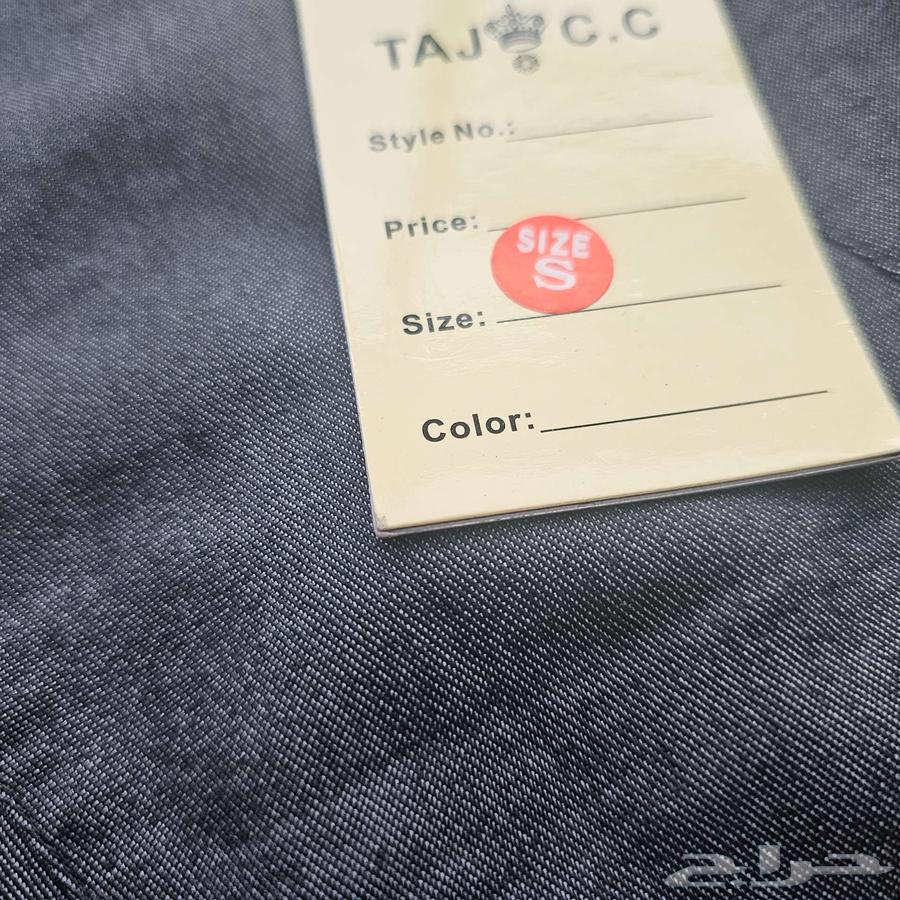 TAJ C.C
Style No.:
Price:
SIZE
S
Size:
Color:
حراج